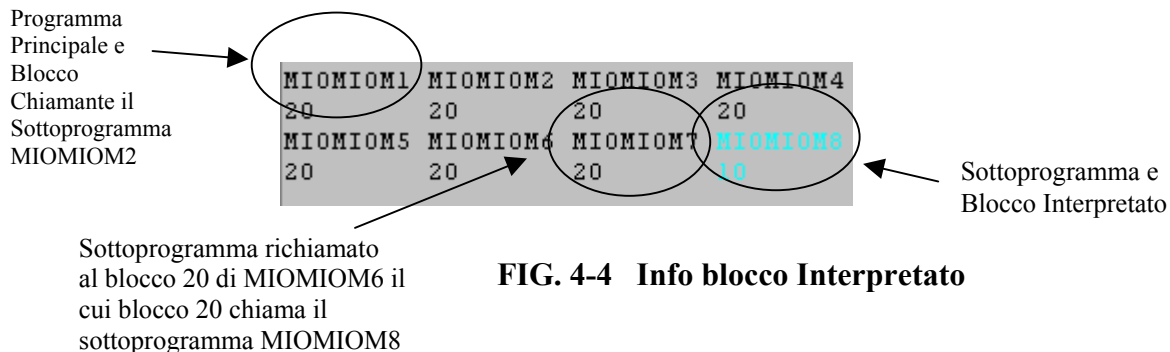 Programma
Principale e
Blocco
Chiamante il
Sottoprogramma
MIOMIOM2
MIOMIOM1 MIOMIOM2 MIOMIOM3 MIOMIOM4
20 20 20 20
MIOMIOM5 MIOMIOM6 MIOMIOM7 MIOMIOM8
20 20 20 10
Sottoprogramma e
Blocco Interpretato
Sottoprogramma richiamato
al blocco 20 di MIOMIOM6 il
cui blocco 20 chiama il
sottoprogramma MIOMIOM8
FIG. 4-4 Info blocco Interpretato